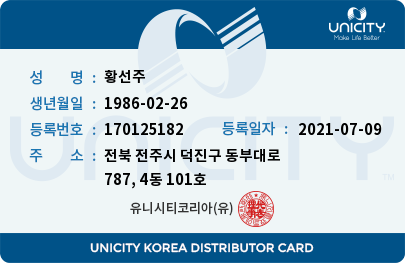 UNICITY
Make Life Better
성 명 : 황선주
생년월일 : 1986-02-26
등록번호 : 170125182 등록일자 : 2021-07-09
주 소 : 전북 전주시 덕진구 동부대로
787, 4동 101호
유니시티코리아(유)
UNICITY
UNICITY KOREA DISTRIBUTOR CARD